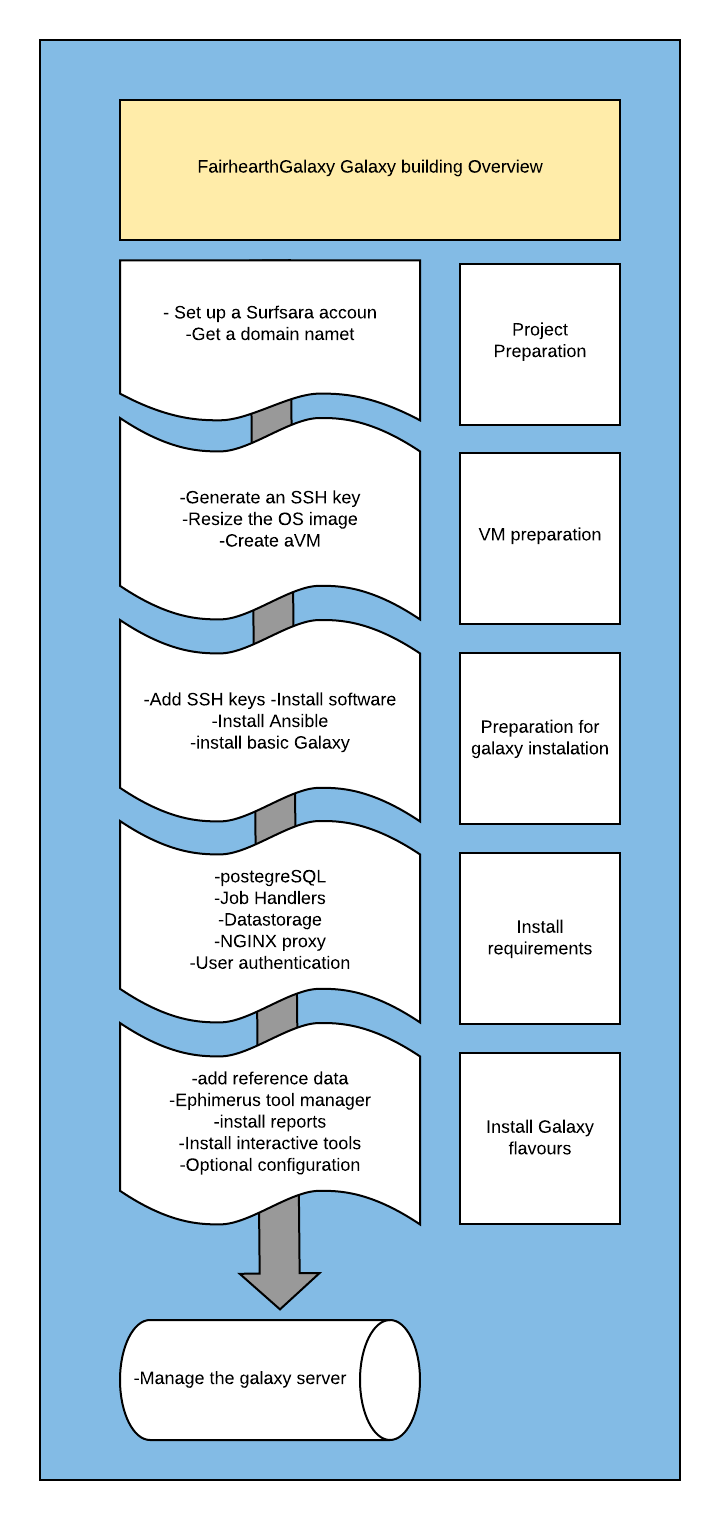 FairhearthGalaxy Galaxy building Overview
- Set up a Surfsara accoun
-Get a domain namet
Project
Preparation
-Generate an SSH key
-Resize the OS image
-Create aVM
VM preparation
-Add SSH keys -Install software
-Install Ansible
-install basic Galaxy
Preparation for
galaxy instalation
-postegreSQL
-Job Handlers
-Datastorage
-NGINX proxy
-User authentication
Install
requirements
-add reference data
-Ephimerus tool manager
-install reports
-Install interactive tools
-Optional configuration
Install Galaxy
flavours
-Manage the galaxy server